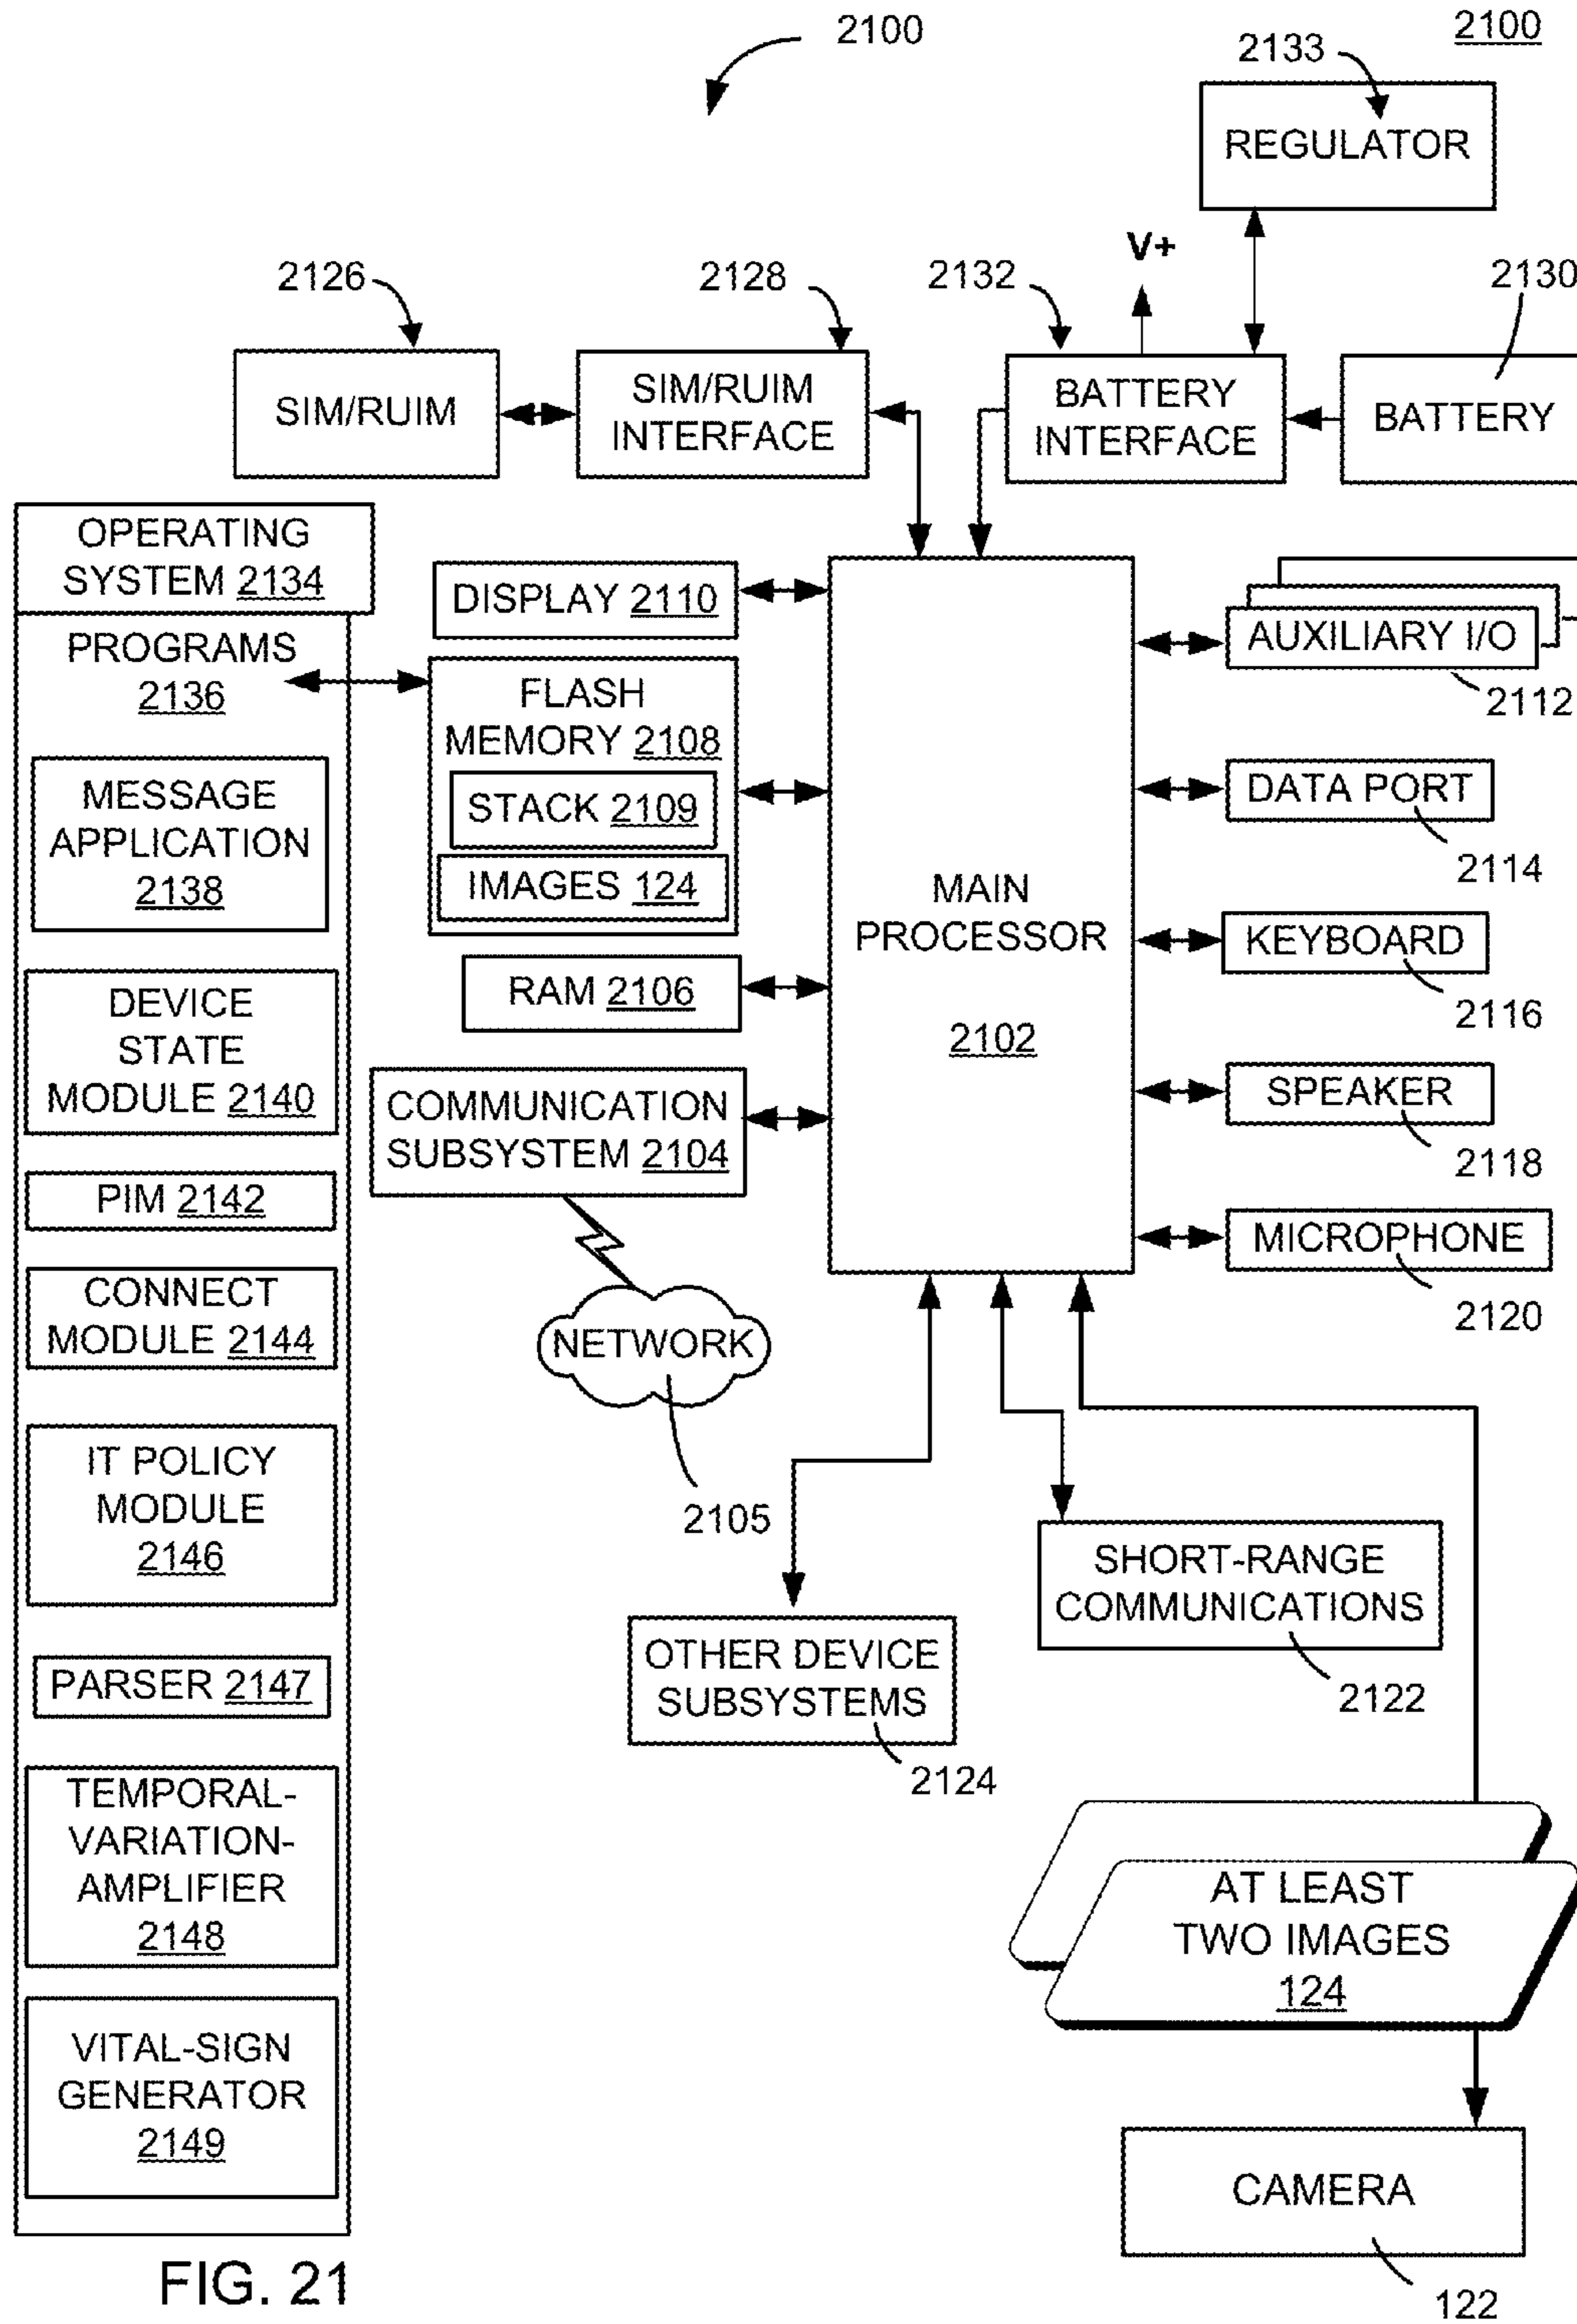 2100
2100
2133
REGULATOR
V+
2126
2128
2132
2130
SIM/RUIM
SIM/RUIM
INTERFACE
BATTERY
INTERFACE
BATTERY
OPERATING
SYSTEM 2134
PROGRAMS
2136
MESSAGE
APPLICATION
2138
DEVICE
STATE
MODULE 2140
PIM 2142
CONNECT
MODULE 2144
IT POLICY
MODULE
2146
PARSER 2147
TEMPORAL-
VARIATION-
AMPLIFIER
2148
VITAL-SIGN
GENERATOR
2149
DISPLAY 2110
FLASH
MEMORY 2108
STACK 2109
IMAGES 124
RAM 2106
COMMUNICATION
SUBSYSTEM 2104
NETWORK
2105
MAIN
PROCESSOR
2102
AUXILIARY I/O
2112
DATA PORT
2114
KEYBOARD
2116
SPEAKER
2118
MICROPHONE
2120
SHORT-RANGE
COMMUNICATIONS
2122
OTHER DEVICE
SUBSYSTEMS
2124
AT LEAST
TWO IMAGES
124
CAMERA
122
FIG. 21